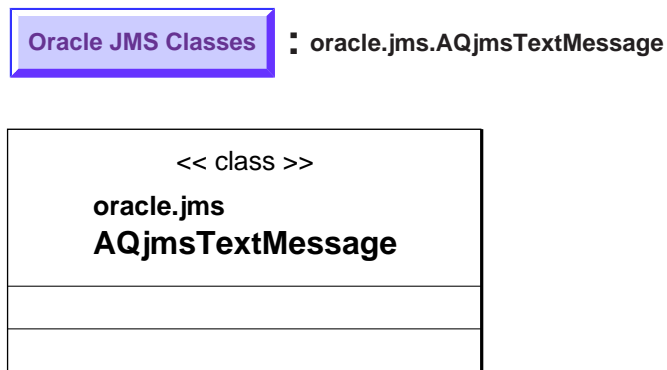 Oracle JMS Classes : oracle.jms.AQjmsTextMessage
<< class >>
oracle.jms
AQjmsTextMessage